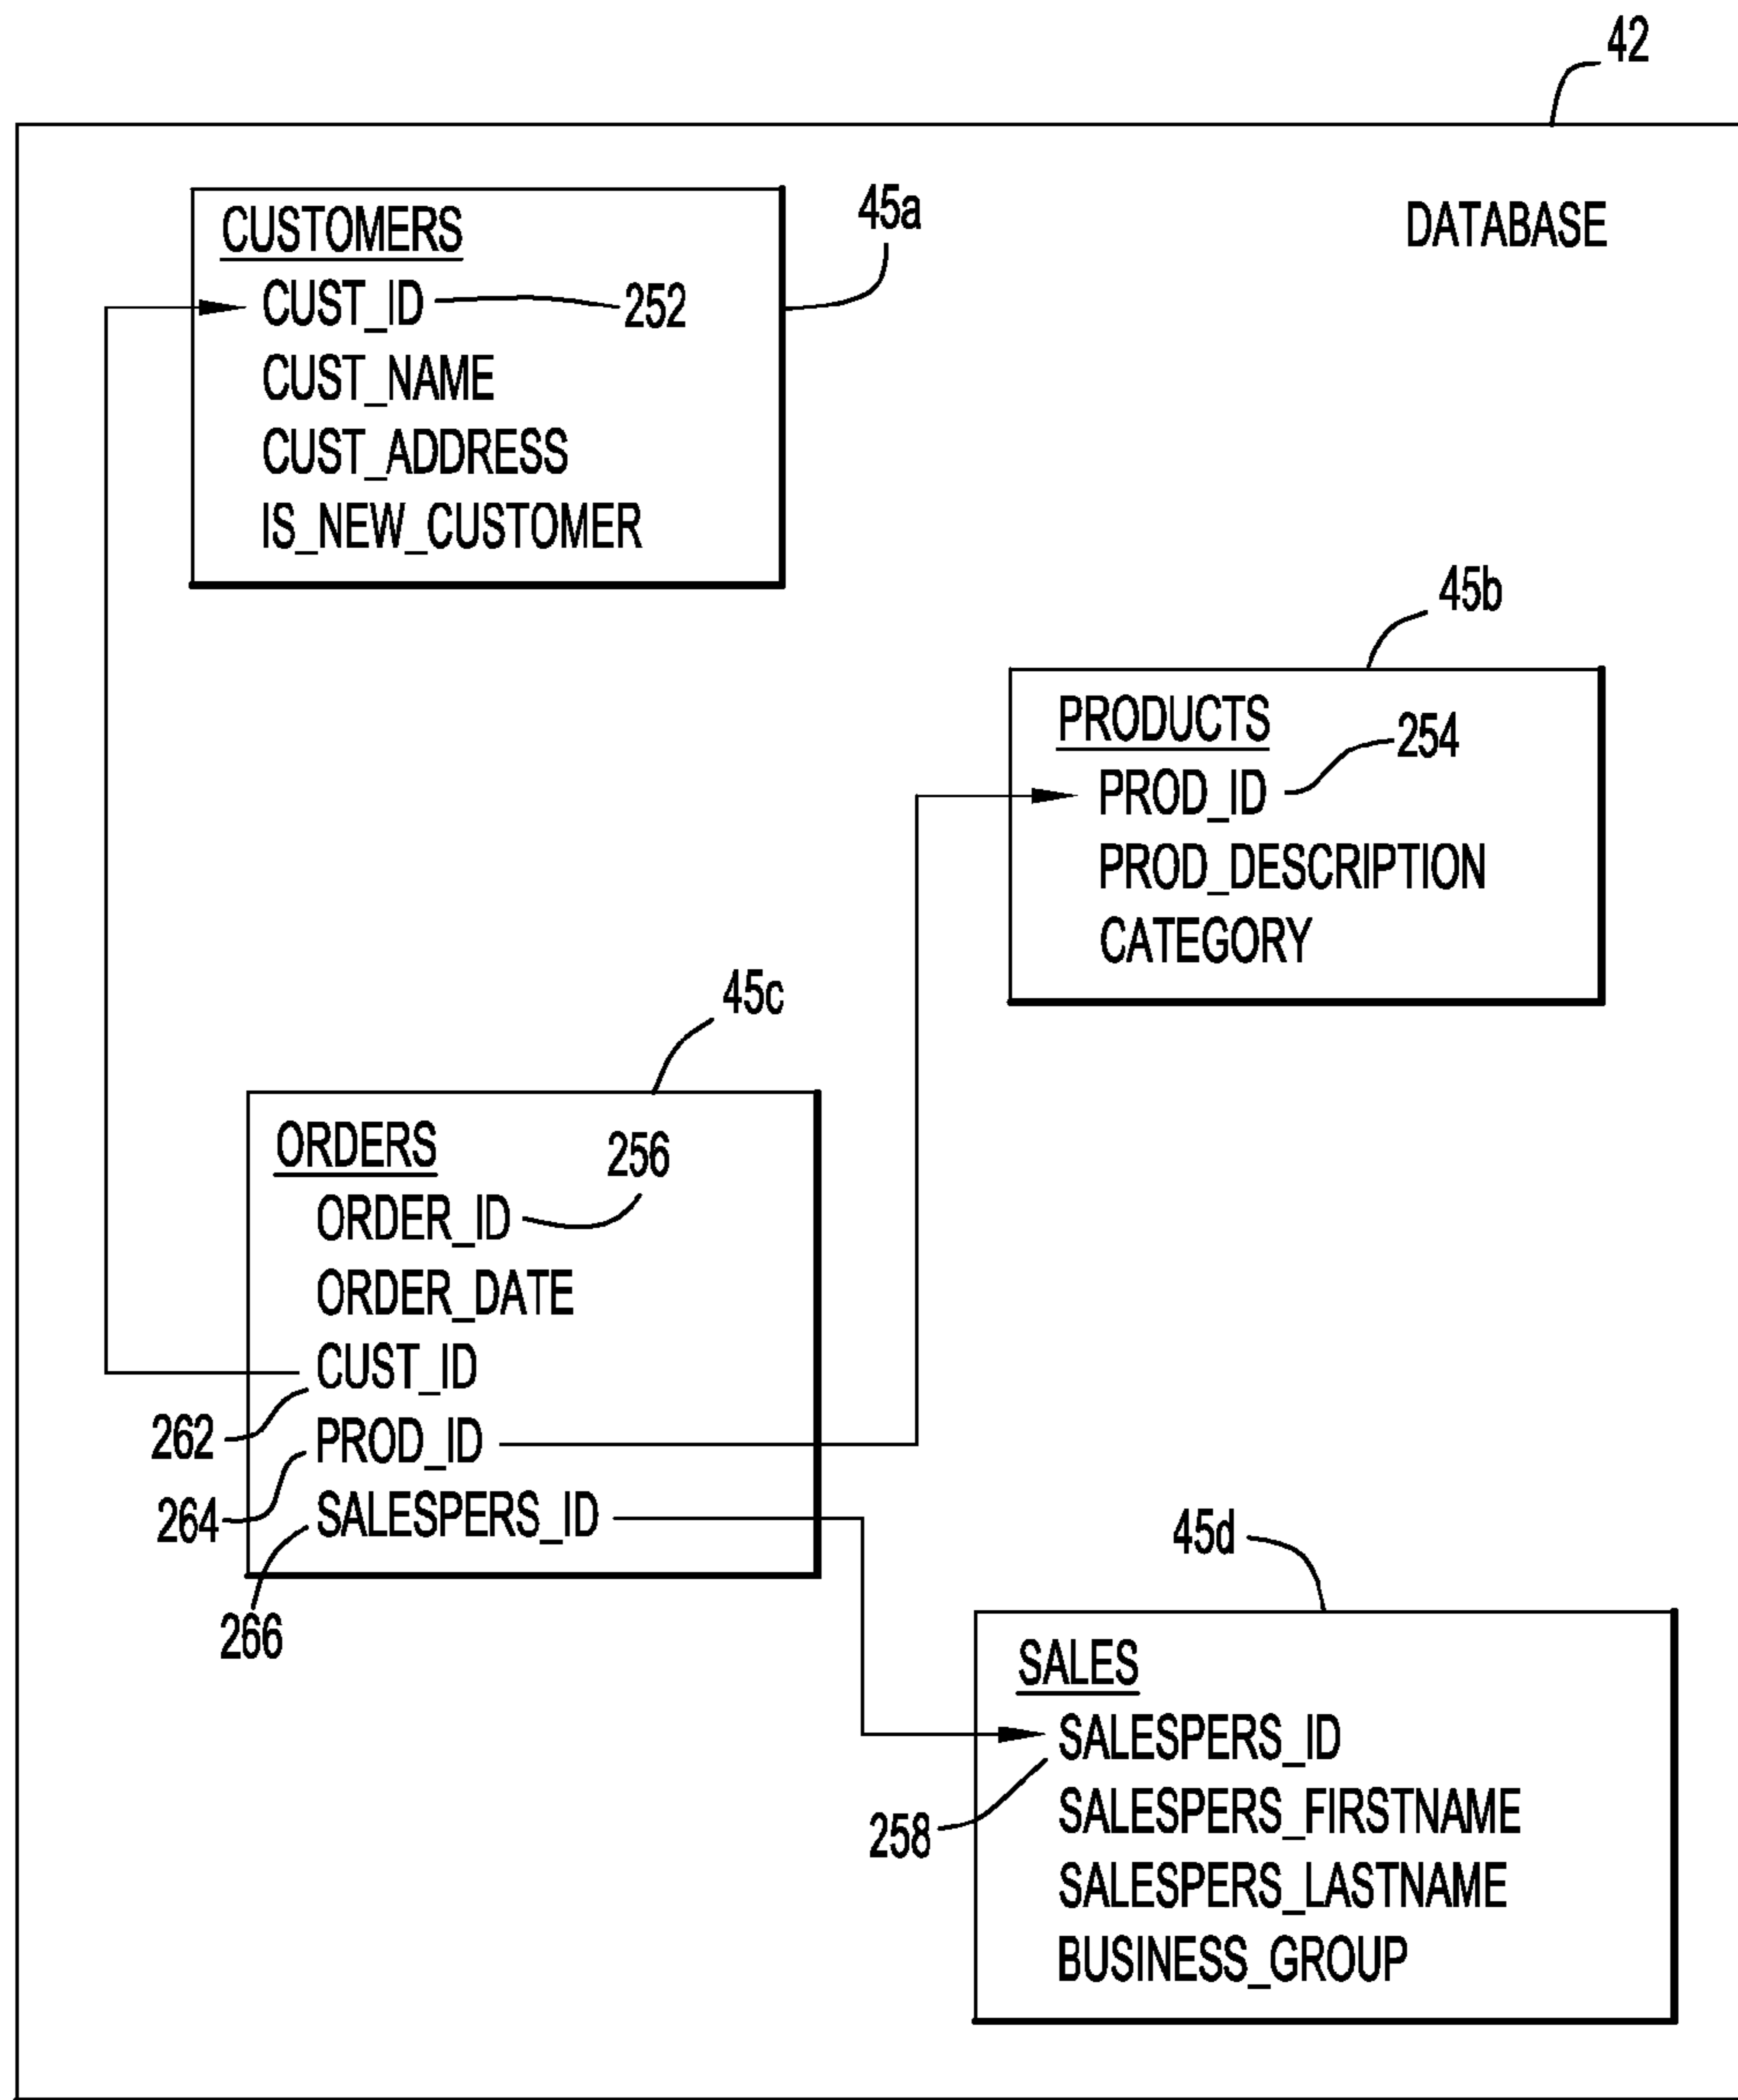 42
DATABASE
45a
CUSTOMERS
CUST_ID
252
CUST_NAME
CUST_ADDRESS
IS_NEW_CUSTOMER
45b
PRODUCTS
PROD_ID
254
PROD_DESCRIPTION
CATEGORY
45c
ORDERS
256
ORDER_ID
ORDER_DATE
CUST_ID
262
PROD_ID
264
SALESPERS_ID
266
45d
SALES
SALESPERS_ID
258
SALESPERS_FIRSTNAME
SALESPERS_LASTNAME
BUSINESS_GROUP